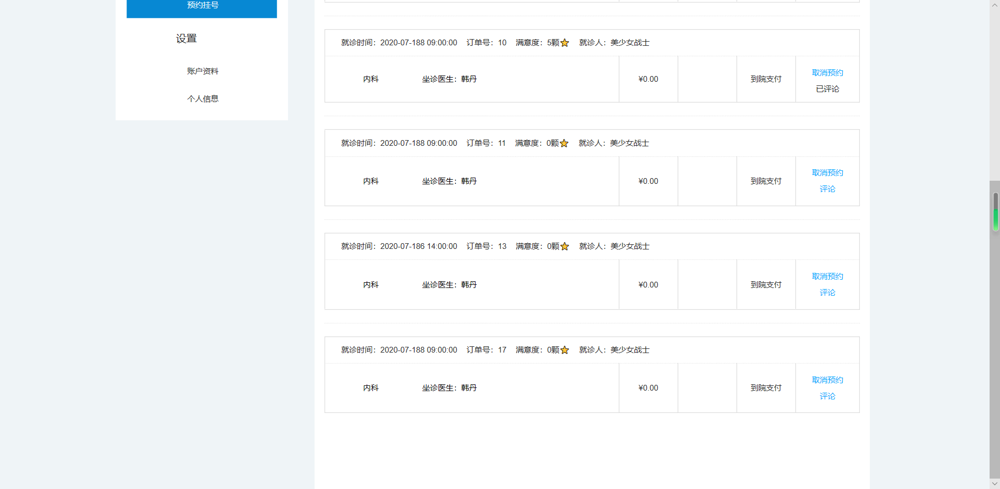 预约挂号
设置
账户资料
个人信息
就诊时间：2020-07-188 09:00:00 订单号：10 满意度：5颗⭐ 就诊人：美少女战士
内科 坐诊医生：韩丹 ¥0.00 到院支付 取消预约
已评论
就诊时间：2020-07-188 09:00:00 订单号：11 满意度：0颗⭐ 就诊人：美少女战士
内科 坐诊医生：韩丹 ¥0.00 到院支付 取消预约
评论
就诊时间：2020-07-186 14:00:00 订单号：13 满意度：0颗⭐ 就诊人：美少女战士
内科 坐诊医生：韩丹 ¥0.00 到院支付 取消预约
评论
就诊时间：2020-07-188 09:00:00 订单号：17 满意度：0颗⭐ 就诊人：美少女战士
内科 坐诊医生：韩丹 ¥0.00 到院支付 取消预约
评论